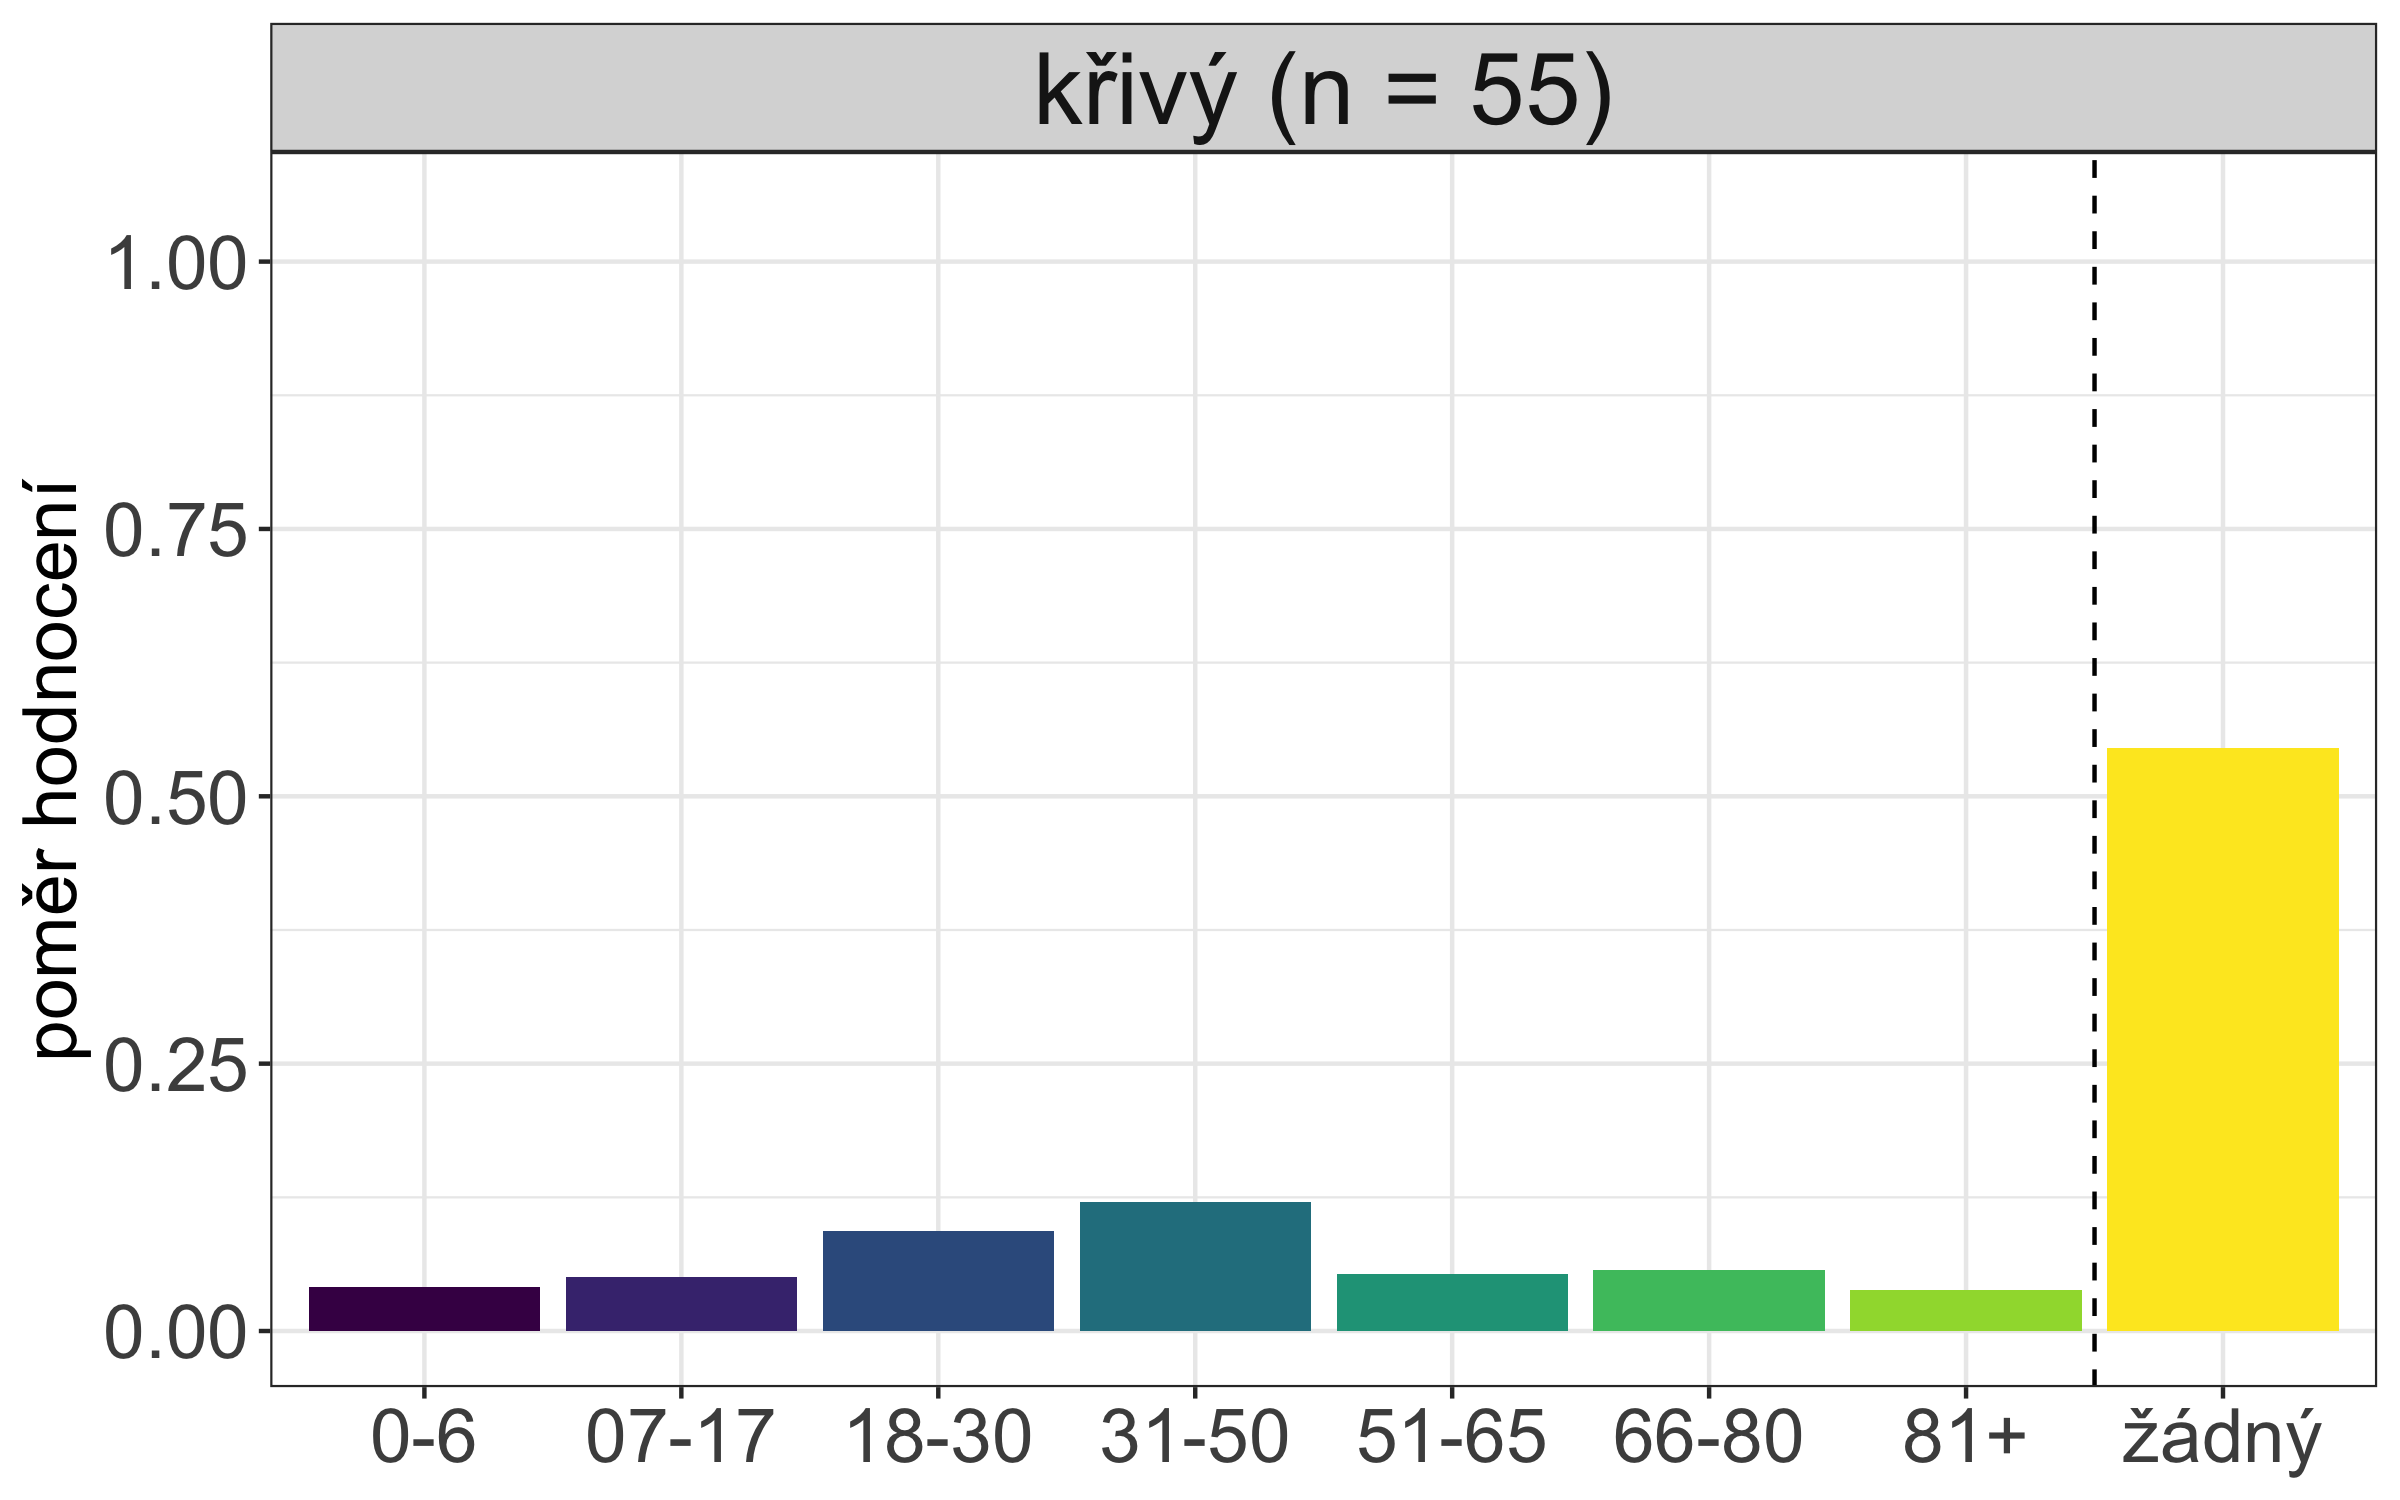 křivý (n = 55)
poměr hodnocení
1.00
0.75
0.50
0.25
0.00
0-6 07-17 18-30 31-50 51-65 66-80 81+ žádný